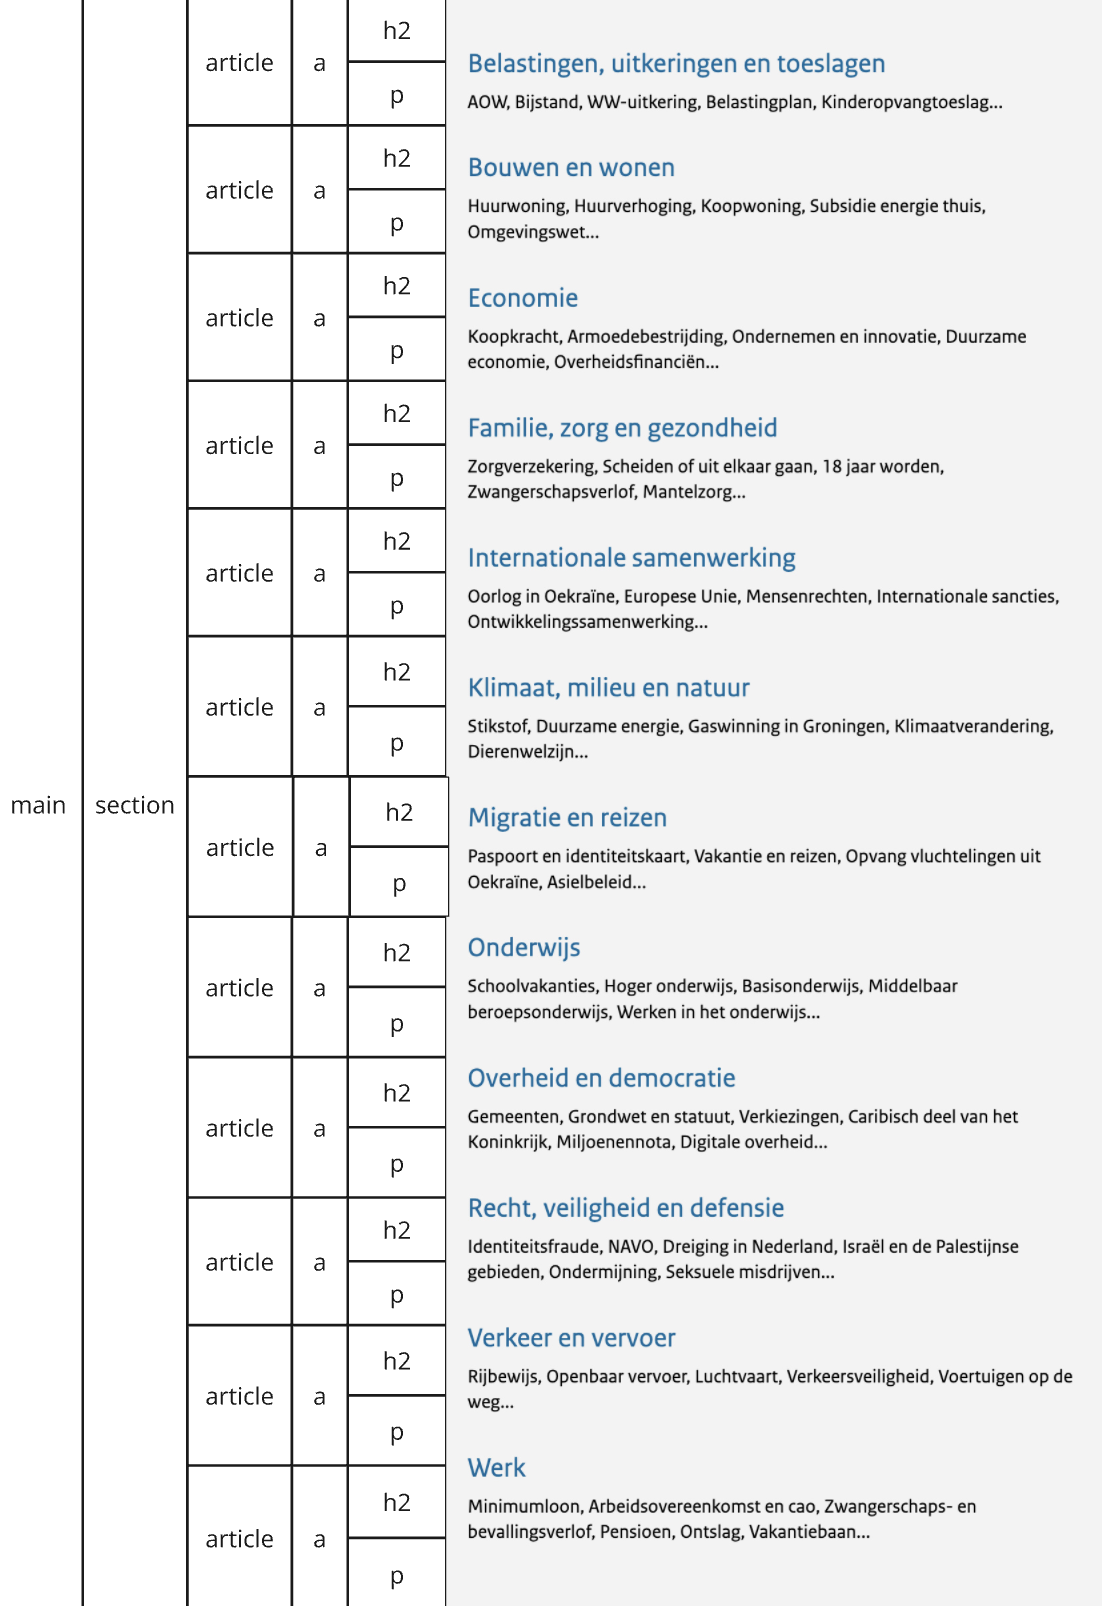 main
section
article
a
h2
p
Belastingen, uitkeringen en toeslagen
AOW, Bijstand, WW-uitkering, Belastingplan, Kinderopvangtoeslag...
article
a
h2
p
Bouwen en wonen
Huurwoning, Huurverhoging, Koopwoning, Subsidie energie thuis,
Omgevingswet...
article
a
h2
p
Economie
Koopkracht, Armoedebestrijding, Ondernemen en innovatie, Duurzame
economie, Overheidsfinanciën...
article
a
h2
p
Familie, zorg en gezondheid
Zorgverzekering, Scheiden of uit elkaar gaan, 18 jaar worden,
Zwangerschapsverlof, Mantelzorg...
article
a
h2
p
Internationale samenwerking
Oorlog in Oekraïne, Europese Unie, Mensenrechten, Internationale sancties,
Ontwikkelingssamenwerking...
article
a
h2
p
Klimaat, milieu en natuur
Stikstof, Duurzame energie, Gaswinning in Groningen, Klimaatverandering,
Dierenwelzijn...
article
a
h2
p
Migratie en reizen
Paspoort en identiteitskaart, Vakantie en reizen, Opvang vluchtelingen uit
Oekraïne, Asielbeleid...
article
a
h2
p
Onderwijs
Schoolvakanties, Hoger onderwijs, Basisonderwijs, Middelbaar
beroepsonderwijs, Werken in het onderwijs...
article
a
h2
p
Overheid en democratie
Gemeenten, Grondwet en statuut, Verkiezingen, Caribisch deel van het
Koninkrijk, Miljoenennota, Digitale overheid...
article
a
h2
p
Recht, veiligheid en defensie
Identiteitsfraude, NAVO, Dreiging in Nederland, Israël en de Palestijnse
gebieden, Ondermijning, Seksuele misdrijven...
article
a
h2
p
Verkeer en vervoer
Rijbewijs, Openbaar vervoer, Luchtvaart, Verkeersveiligheid, Voertuigen op de
weg...
article
a
h2
p
Werk
Minimumloon, Arbeidsovereenkomst en cao, Zwangerschaps- en
bevallingsverlof, Pensioen, Ontslag, Vakantiebaan...